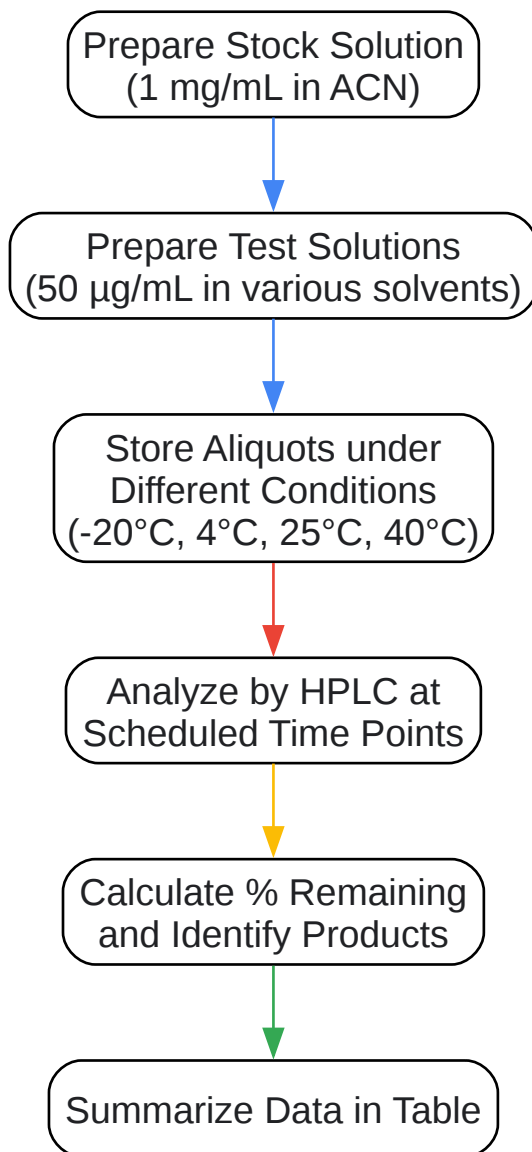 Prepare Stock Solution
(1 mg/mL in ACN)
Prepare Test Solutions
(50 µg/mL in various solvents)
Store Aliquots under
Different Conditions
(-20°C, 4°C, 25°C, 40°C)
Analyze by HPLC at
Scheduled Time Points
Calculate % Remaining
and Identify Products
Summarize Data in Table